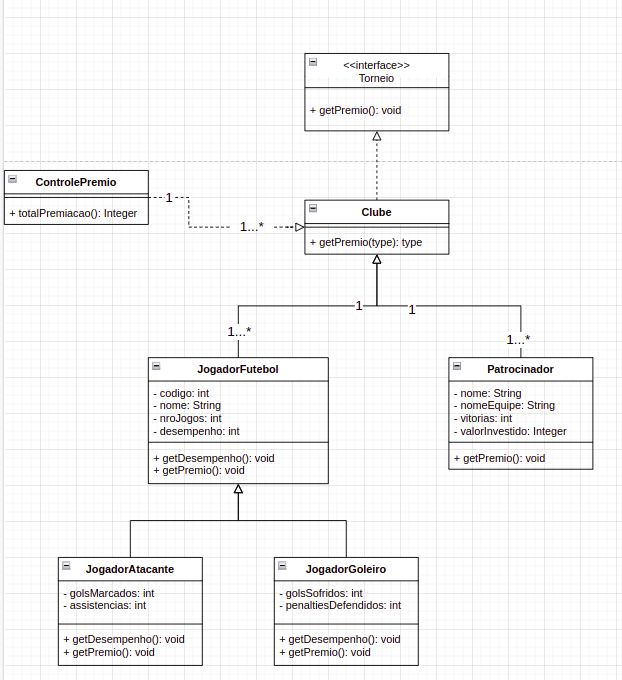 <<interface>>
Torneio
+ getPremio(): void
ControlePremio
+ totalPremiacao(): Integer
1
1...*
Clube
+ getPremio(type): type
1
1
1...*
1...*
JogadorFutebol
- codigo: int
- nome: String
- nroJogos: int
- desempenho: int
+ getDesempenho(): void
+ getPremio(): void
Patrocinador
- nome: String
- nomeEquipe: String
- vitorias: int
- valorInvestido: Integer
+ getPremio(): void
JogadorAtacante
- golsMarcados: int
- assistencias: int
+ getDesempenho(): void
+ getPremio(): void
JogadorGoleiro
- golsSofridos: int
- penaltiesDefendidos: int
+ getDesempenho(): void
+ getPremio(): void